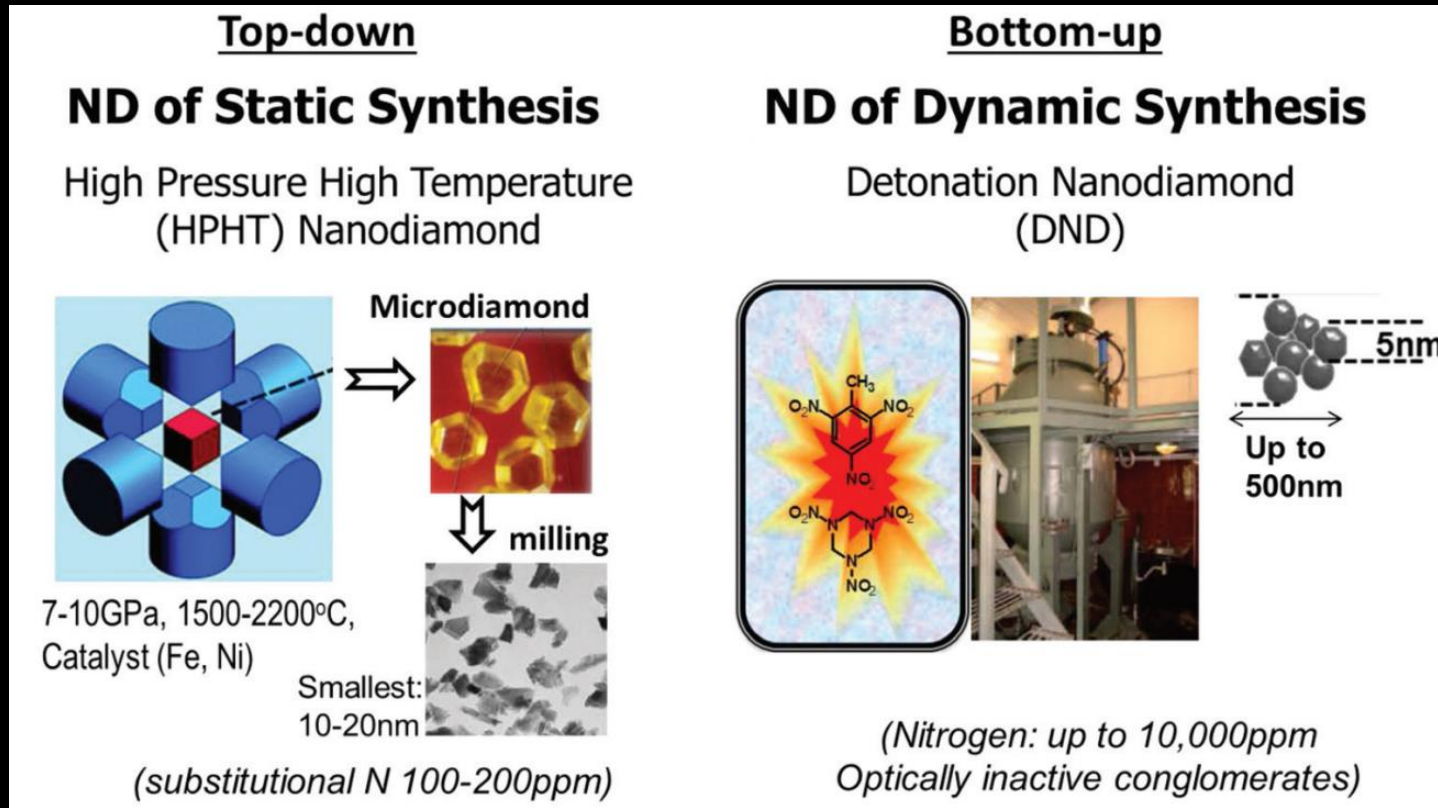 Top-down
ND of Static Synthesis
High Pressure High Temperature
(HPHT) Nanodiamond
Microdiamond
milling
7-10GPa, 1500-2200ºC,
Catalyst (Fe, Ni)
Smallest:
10-20nm
(substitutional N 100-200ppm)
Bottom-up
ND of Dynamic Synthesis
Detonation Nanodiamond
(DND)
CH₃
O₂N NO₂
NO₂
O₂N N N NO₂
N
NO₂
5nm
Up to
500nm
(Nitrogen: up to 10,000ppm
Optically inactive conglomerates)